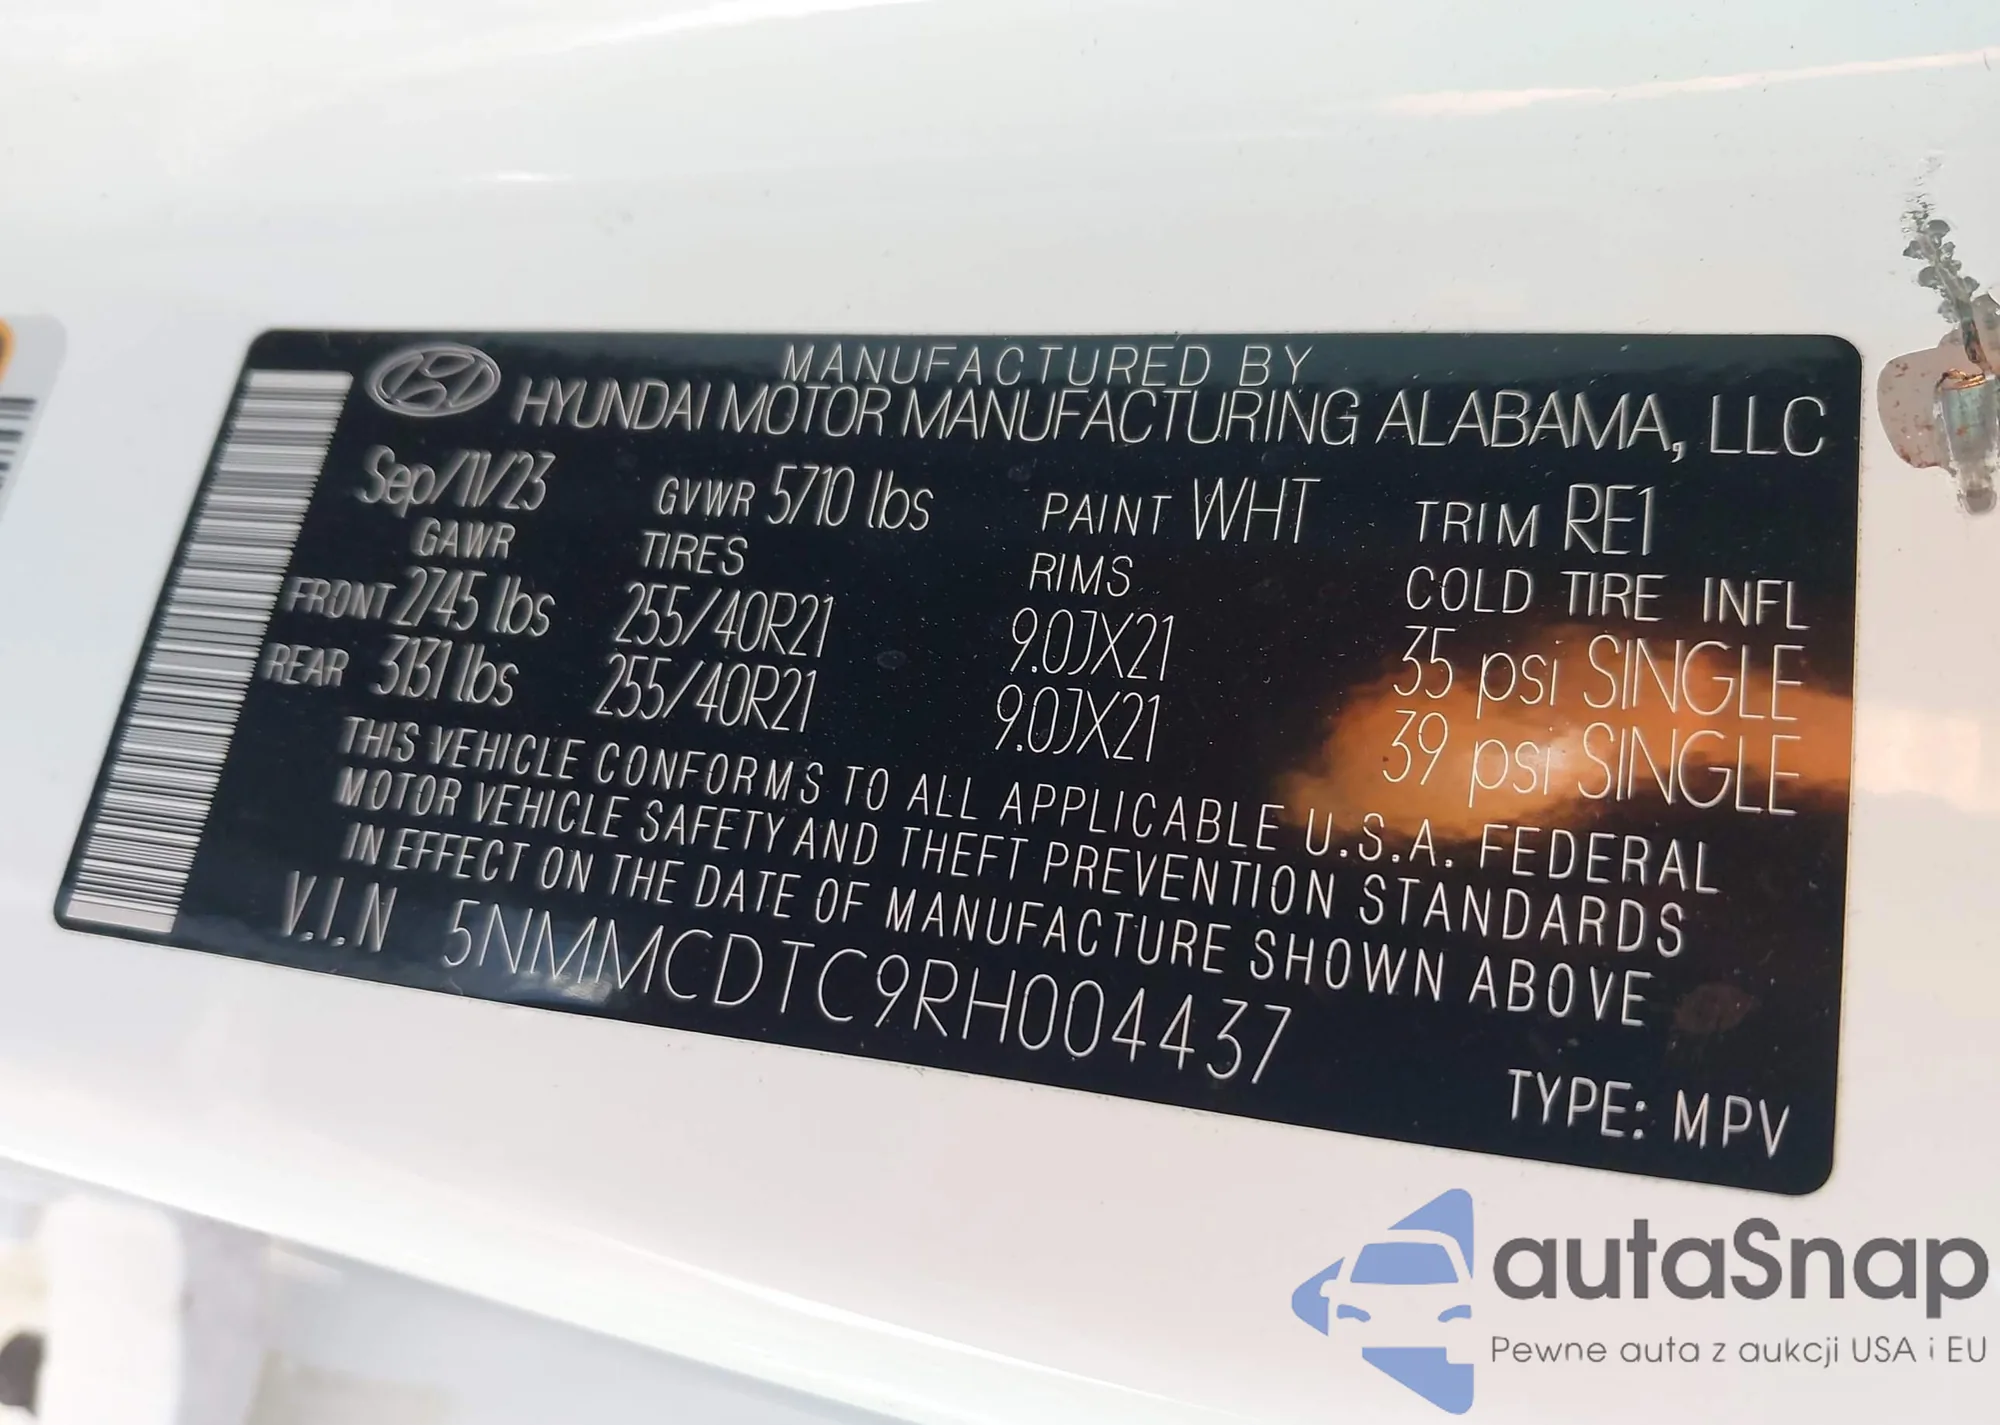 MANUFACTURED BY
HYUNDAI MOTOR MANUFACTURING ALABAMA, LLC
Sep/11/23 GVWR 5710 lbs PAINT WHT TRIM RE1
GAWR TIRES RIMS COLD TIRE INFL
FRONT 2745 lbs 255/40R21 9.0JX21 35 psi SINGLE
REAR 3131 lbs 255/40R21 9.0JX21 39 psi SINGLE
THIS VEHICLE CONFORMS TO ALL APPLICABLE U.S.A. FEDERAL
MOTOR VEHICLE SAFETY AND THEFT PREVENTION STANDARDS
IN EFFECT ON THE DATE OF MANUFACTURE SHOWN ABOVE
V.I.N 5NMMCDTC9RH004437
TYPE: MPV
autaSnap
Pewne auta z aukcji USA i EU